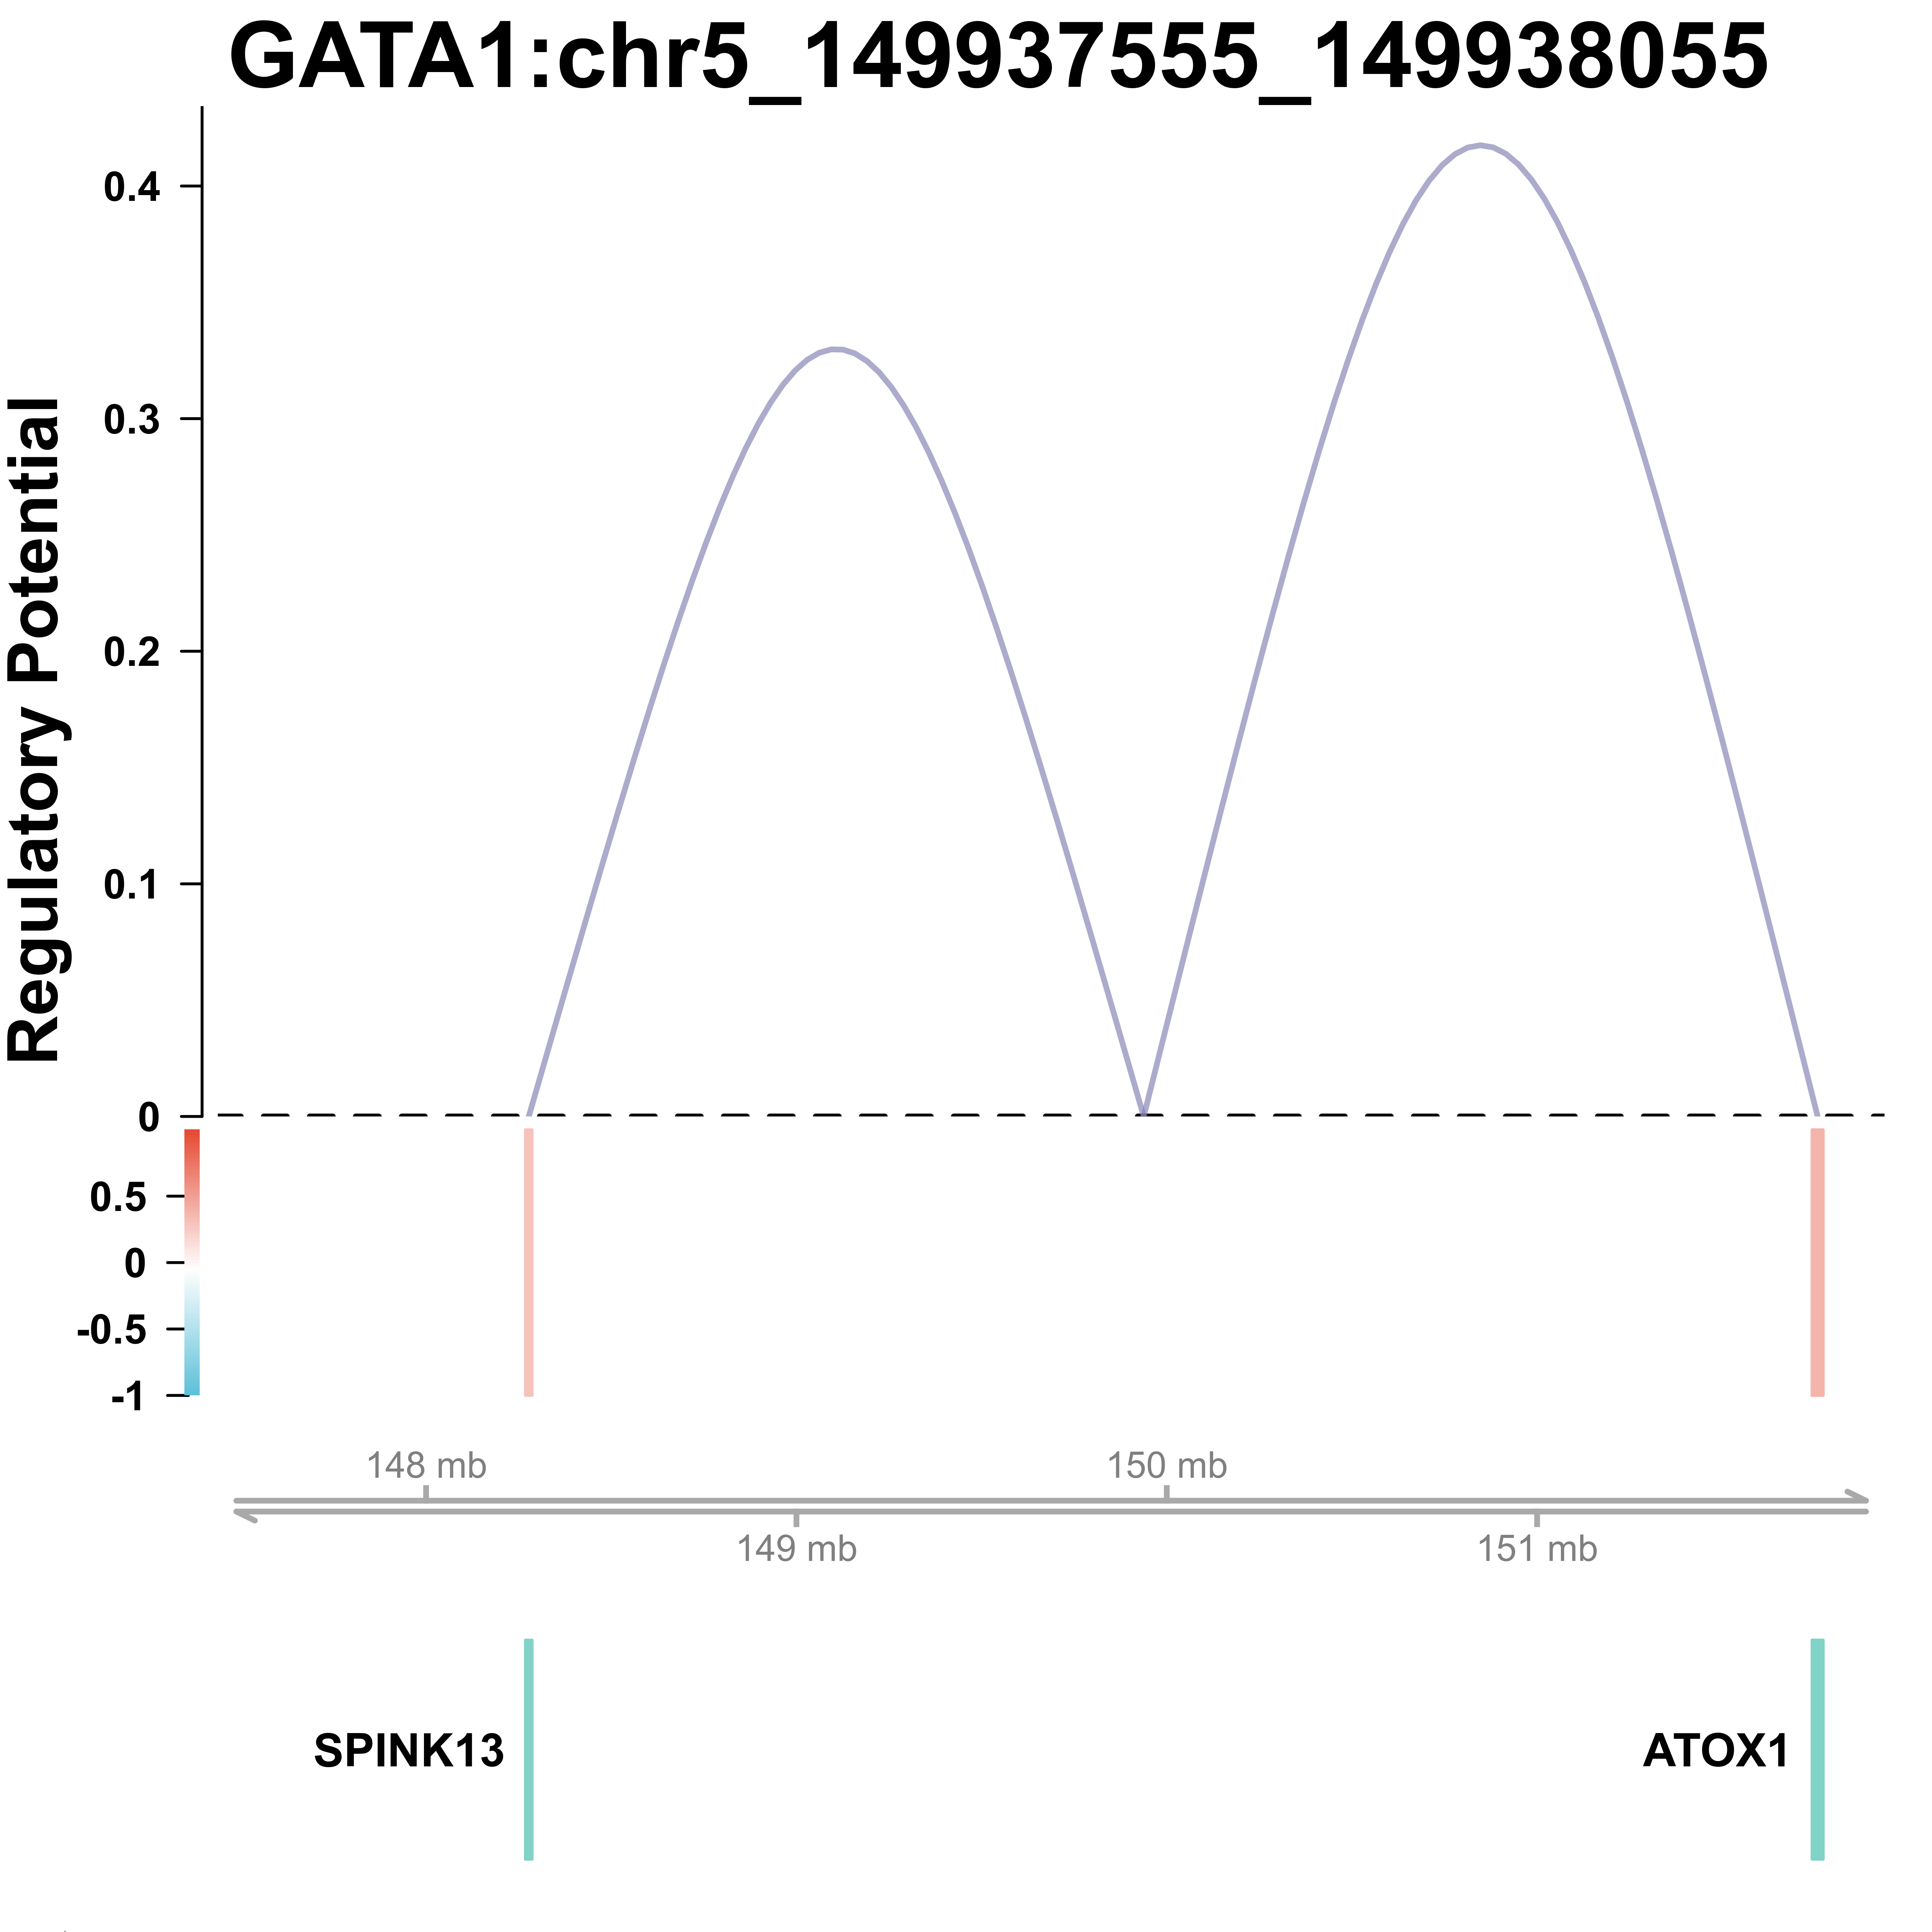 GATA1:chr5_149937555_149938055
Regulatory Potential
0.4
0.3
0.2
0.1
0
0.5
0
-0.5
-1
148 mb
150 mb
149 mb
151 mb
SPINK13
ATOX1